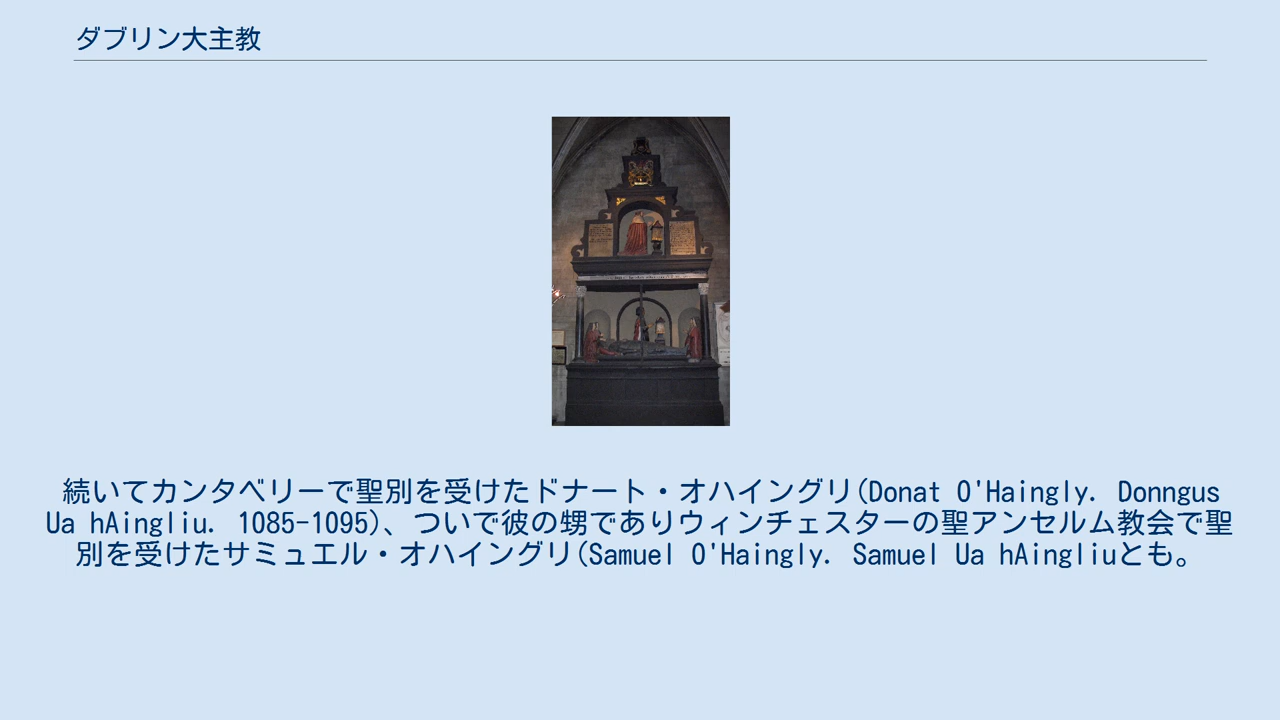 ダブリン大主教
続いてカンタベリーで聖別を受けたドナート・オハイングリ(Donat O'Haingly. Donngus
Ua hAingliu. 1085-1095)、ついで彼の甥でありウィンチェスターの聖アンセルム教会で聖
別を受けたサミュエル・オハイングリ(Samuel O'Haingly. Samuel Ua hAingliuとも。